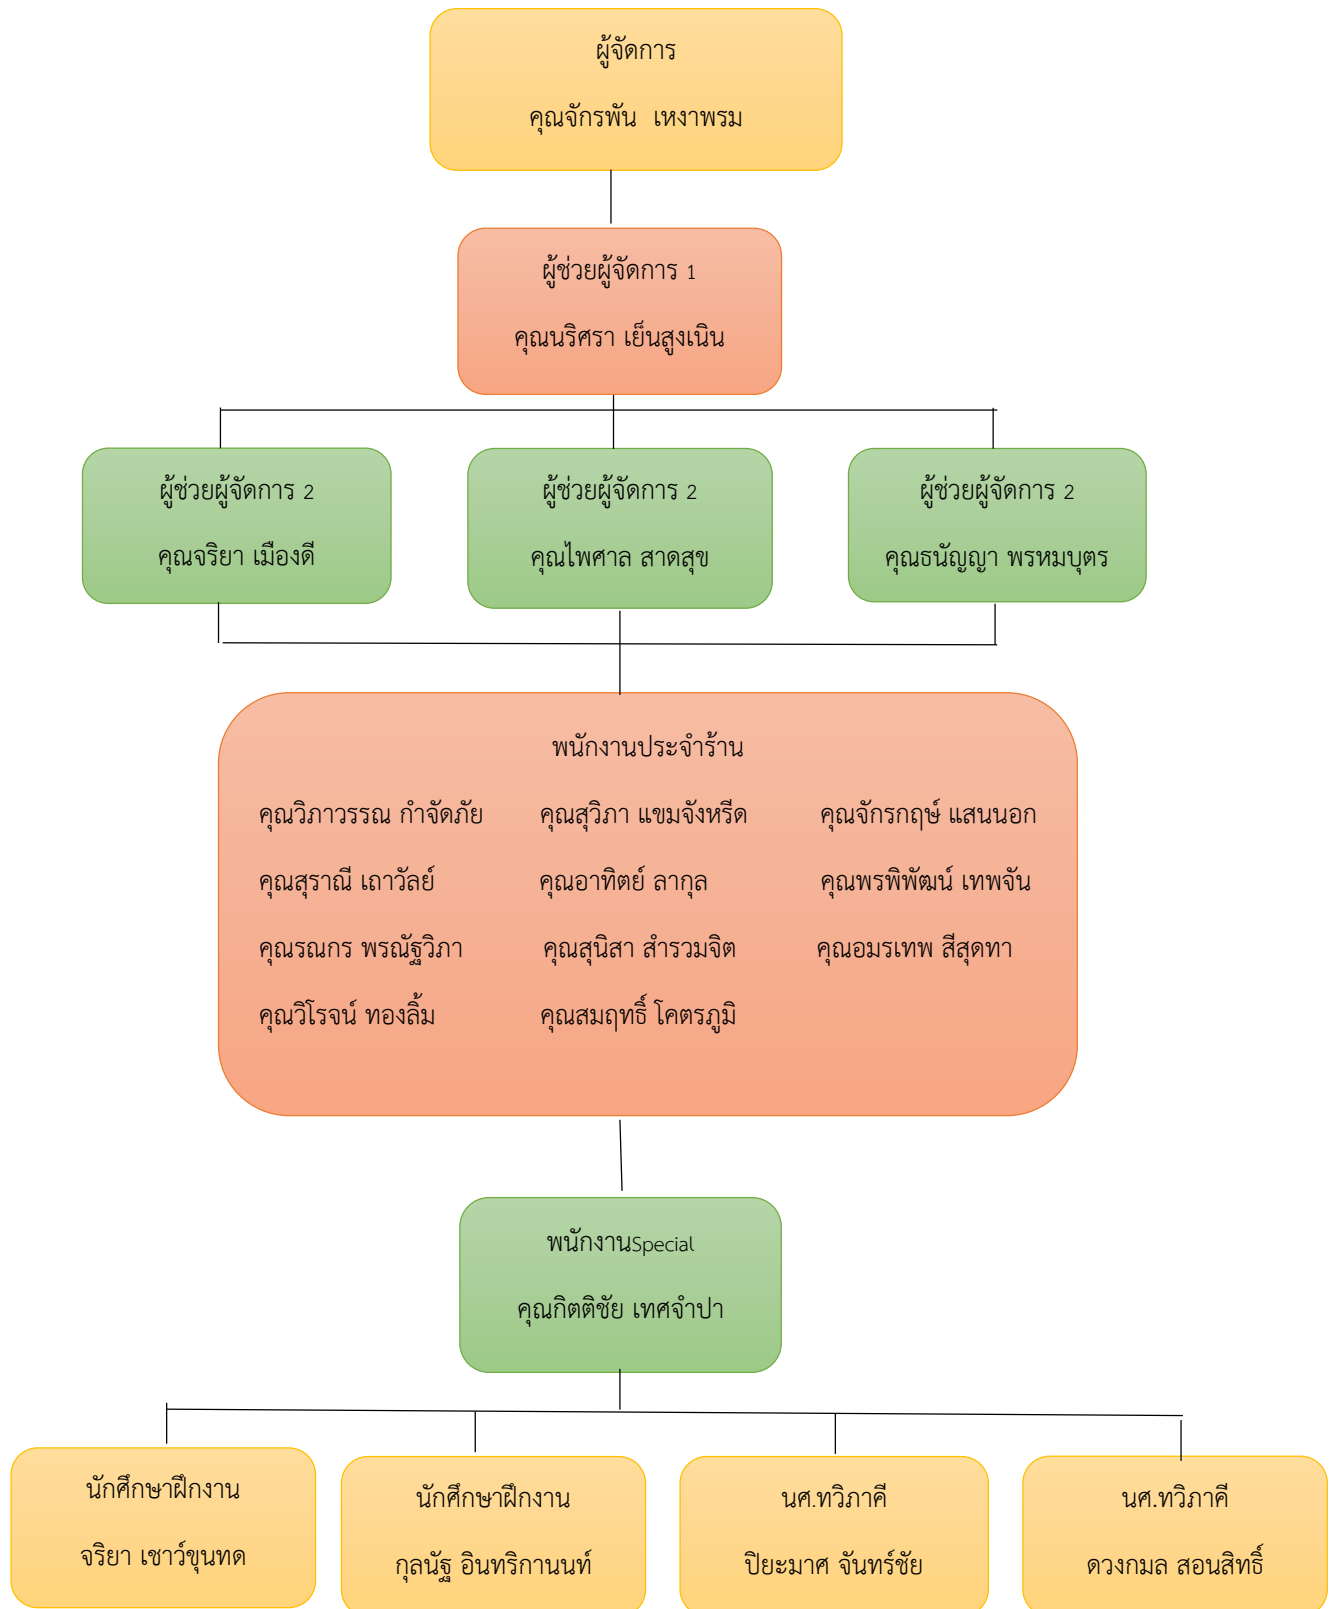 ผู้จัดการ
คุณจักรพัน เหงาพรม
ผู้ช่วยผู้จัดการ 1
คุณนริศรา เย็นสูงเนิน
ผู้ช่วยผู้จัดการ 2
คุณจริยา เมืองดี
ผู้ช่วยผู้จัดการ 2
คุณไพศาล สาดสุข
ผู้ช่วยผู้จัดการ 2
คุณธนัญญา พรหมบุตร
พนักงานประจำร้าน
คุณวิภาวรรณ กำจัดภัย คุณสุวิภา แขมจังหรีด คุณจักรกฤษ์ แสนนอก
คุณสุราณี เถาวัลย์ คุณอาทิตย์ ลากุล คุณพรพิพัฒน์ เทพจัน
คุณรณกร พรณัฐวิภา คุณสุนิสา สำรวมจิต คุณอมรเทพ สีสุดทา
คุณวิโรจน์ ทองลิ้ม คุณสมฤทธิ์ โคตรภูมิ
พนักงานSpecial
คุณกิตติชัย เทศจำปา
นักศึกษาฝึกงาน
จริยา เชาว์ขุนทด
นักศึกษาฝึกงาน
กุลนัฐ อินทริกานนท์
นศ.ทวิภาคี
ปิยะมาศ จันทร์ชัย
นศ.ทวิภาคี
ดวงกมล สอนสิทธิ์